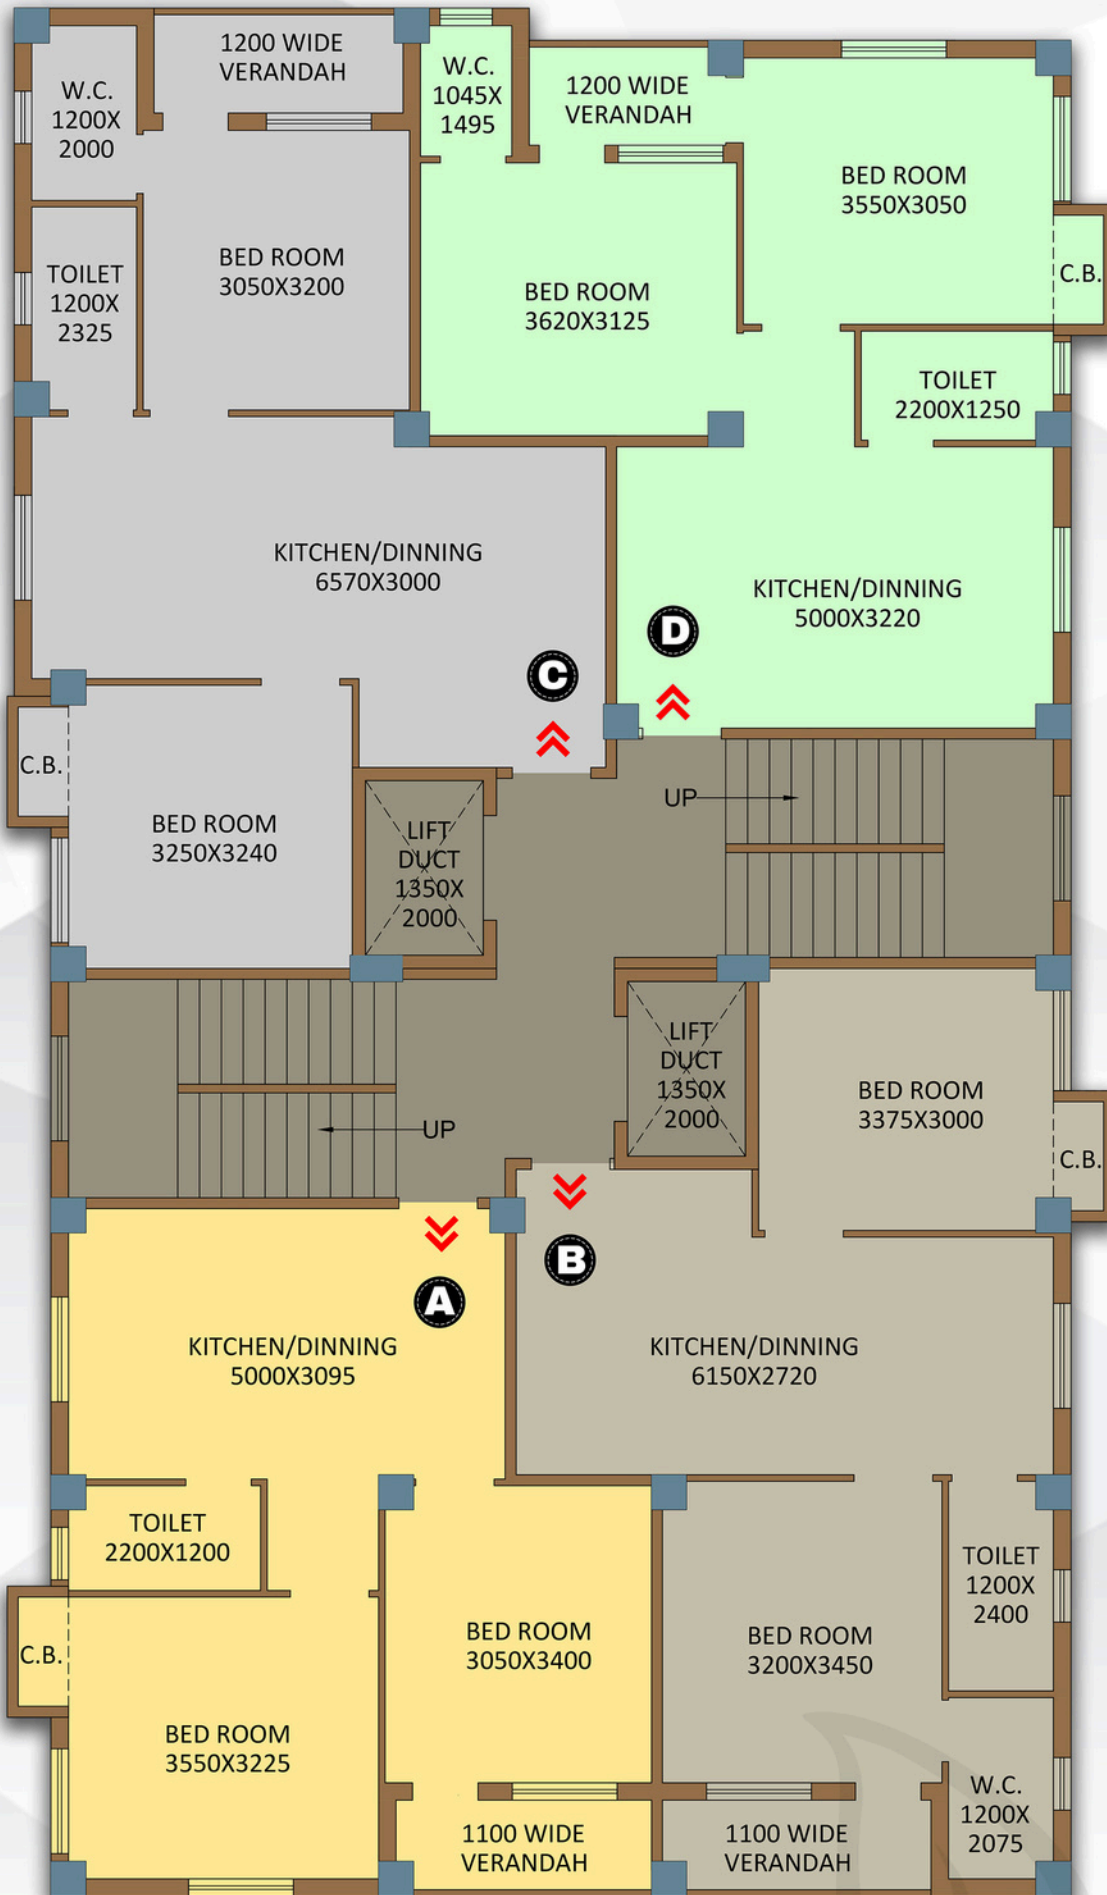 1200 WIDE
VERANDAH
W.C.
1200X
2000
W.C.
1045X
1495
1200 WIDE
VERANDAH
BED ROOM
3550X3050
TOILET
1200X
2325
BED ROOM
3050X3200
BED ROOM
3620X3125
C.B.
TOILET
2200X1250
KITCHEN/DINNING
6570X3000
KITCHEN/DINNING
5000X3220
D
C
C.B.
BED ROOM
3250X3240
LIFT
DUCT
1350X
2000
UP
LIFT
DUCT
1350X
2000
BED ROOM
3375X3000
UP
C.B.
B
A
KITCHEN/DINNING
5000X3095
KITCHEN/DINNING
6150X2720
TOILET
2200X1200
TOILET
1200X
2400
C.B.
BED ROOM
3050X3400
BED ROOM
3200X3450
BED ROOM
3550X3225
W.C.
1200X
2075
1100 WIDE
VERANDAH
1100 WIDE
VERANDAH